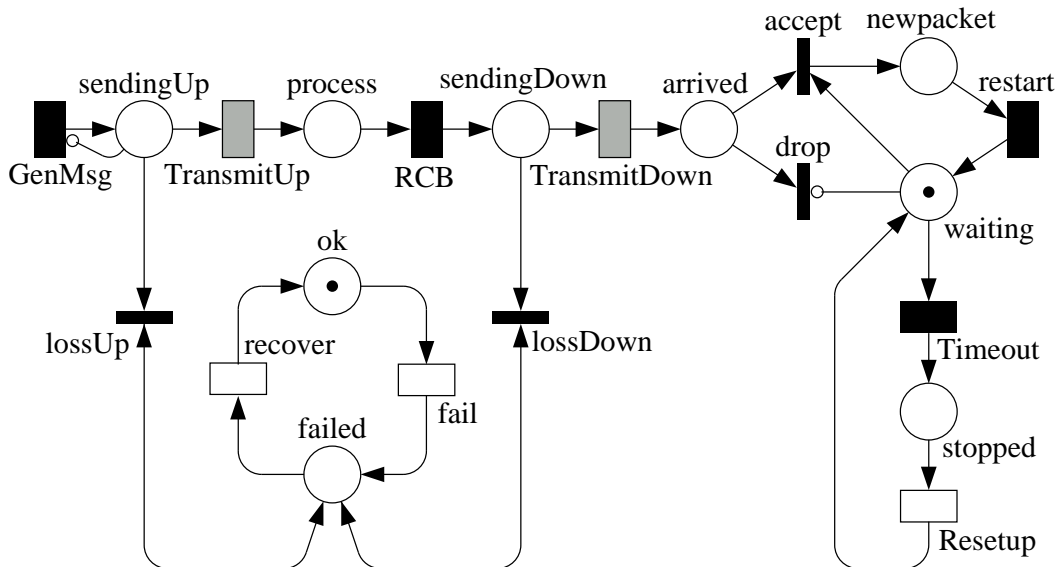 accept
newpacket
sendingUp
process
sendingDown
arrived
restart
GenMsg
TransmitUp
RCB
TransmitDown
drop
waiting
ok
lossUp
recover
lossDown
Timeout
fail
failed
stopped
Resetup